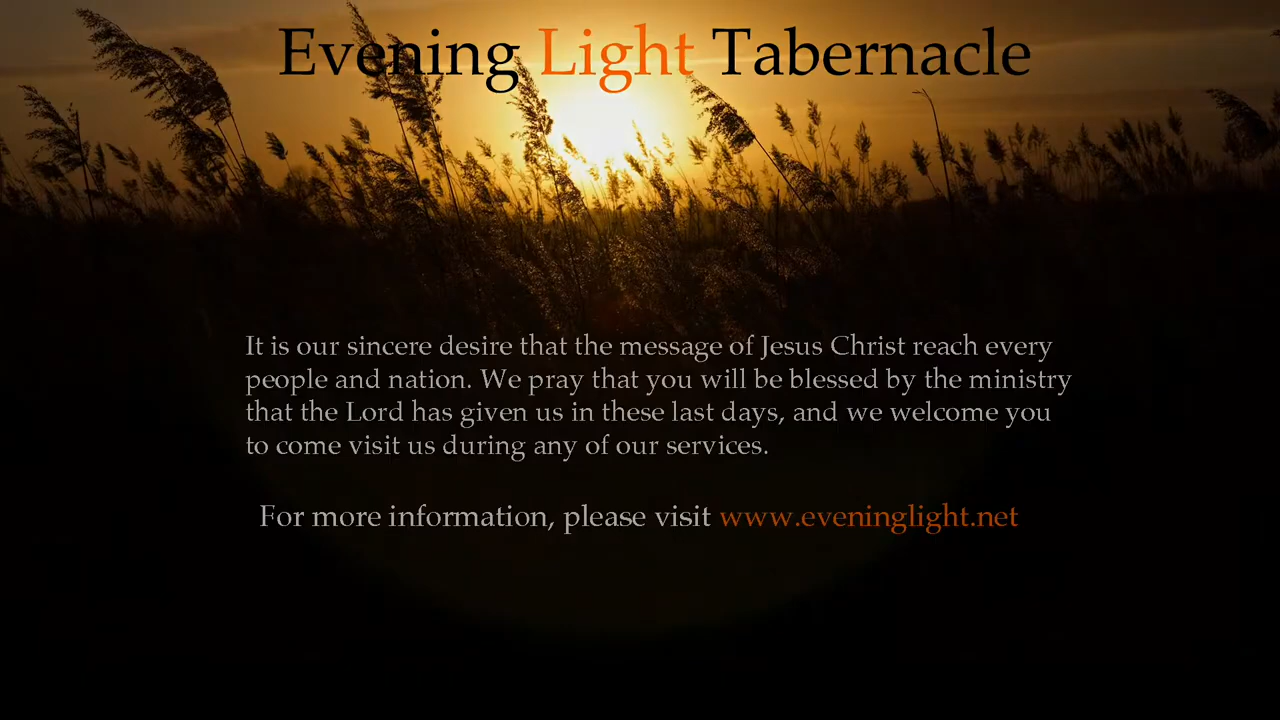 Evening Light Tabernacle
It is our sincere desire that the message of Jesus Christ reach every
people and nation. We pray that you will be blessed by the ministry
that the Lord has given us in these last days, and we welcome you
to come visit us during any of our services.
For more information, please visit www.eveninglight.net